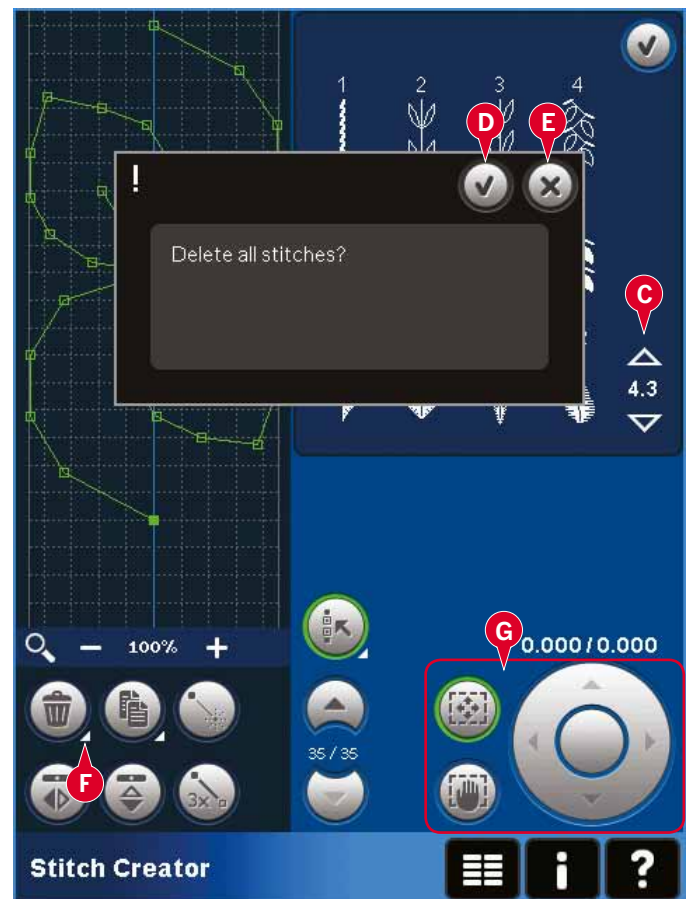 1 2 3 4
D E
!
Delete all stitches?
C
4.3
G
100%
0.000/0.000
F
35/35
3x
Stitch Creator
i ?